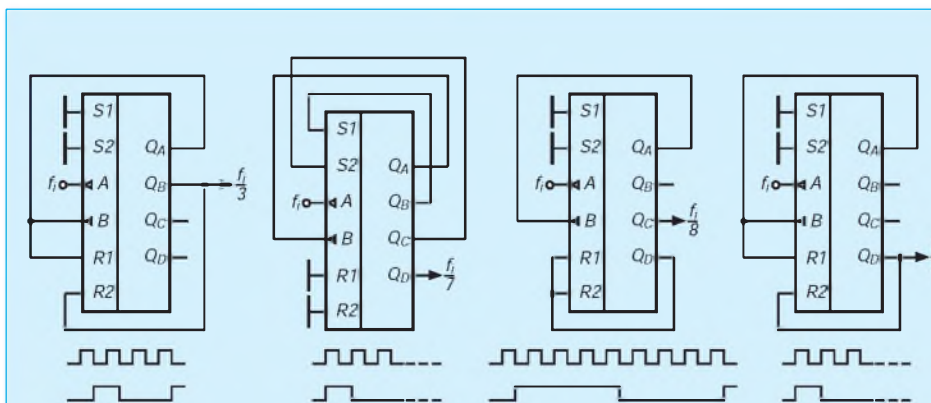 S1
S2
A
B
R1
R2
QA
QB
QC
QD
fi
fi/3
S1
S2
A
B
R1
R2
QA
QB
QC
QD
fi
fi/7
S1
S2
A
B
R1
R2
QA
QB
QC
QD
fi
fi/8
S1
S2
A
B
R1
R2
QA
QB
QC
QD
fi